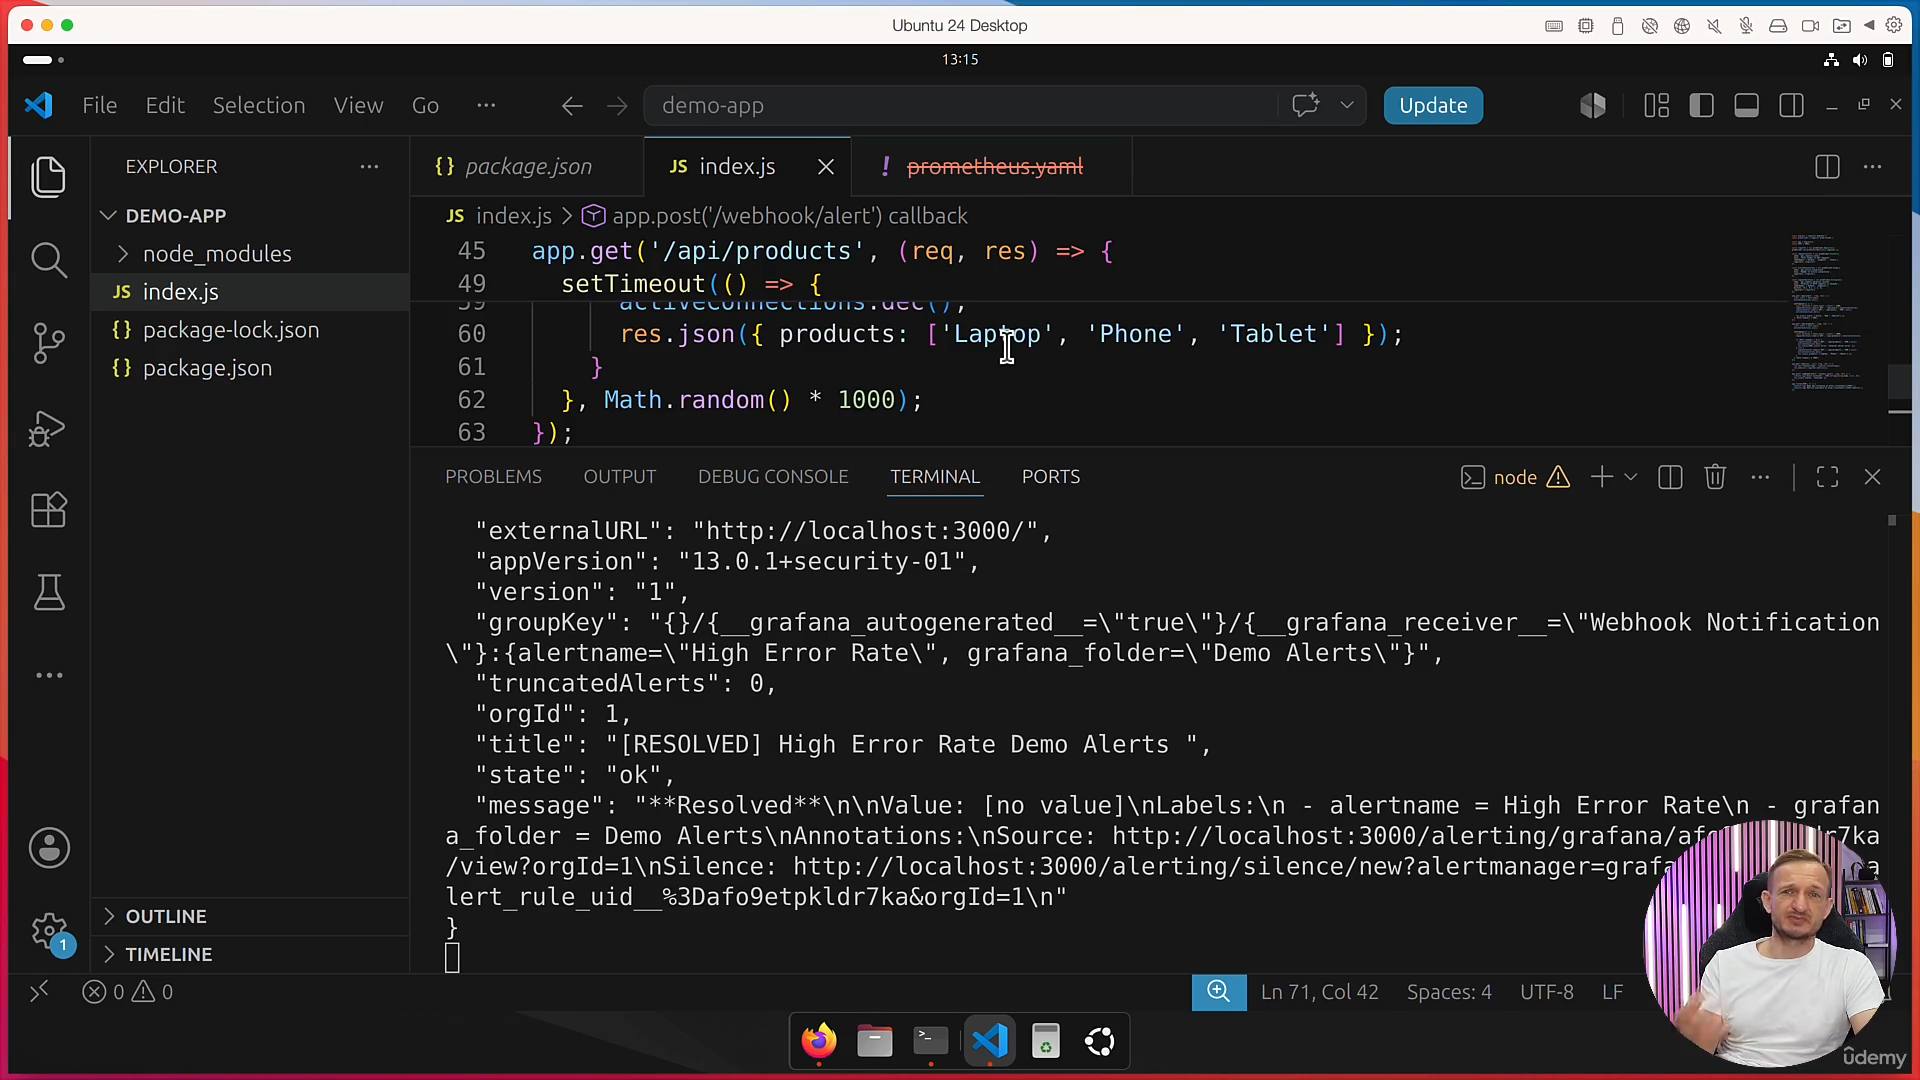 Ubuntu 24 Desktop
13:15
File Edit Selection View Go ···
demo-app
Update
EXPLORER
{} package.json
JS index.js
! prometheus.yaml
DEMO-APP
node_modules
JS index.js
{} package-lock.json
{} package.json
JS index.js > app.post('/webhook/alert') callback
45 app.get('/api/products', (req, res) => {
49 setTimeout(() => {
59 activeConnections.dec();
60 res.json({ products: ['Laptop', 'Phone', 'Tablet'] });
61 }
62 }, Math.random() * 1000);
63 });
PROBLEMS OUTPUT DEBUG CONSOLE TERMINAL PORTS
node
"externalURL": "http://localhost:3000/",
"appVersion": "13.0.1+security-01",
"version": "1",
"groupKey": "{}/{__grafana_autogenerated__=\"true\"}/{__grafana_receiver__=\"Webhook Notification
\"}:{alertname=\"High Error Rate\", grafana_folder=\"Demo Alerts\"}",
"truncatedAlerts": 0,
"orgId": 1,
"title": "[RESOLVED] High Error Rate Demo Alerts ",
"state": "ok",
"message": "**Resolved**\n\nValue: [no value]\nLabels:\n - alertname = High Error Rate\n - grafan
a_folder = Demo Alerts\nAnnotations:\nSource: http://localhost:3000/alerting/grafana/
/view?orgId=1\nSilence: http://localhost:3000/alerting/silence/new?alertmanager=
lert_rule_uid__%3Dafo9etpkldr7ka&orgId=1\n"
}
OUTLINE
TIMELINE
1
0 0
Ln 71, Col 42 Spaces: 4 UTF-8 LF
udemy